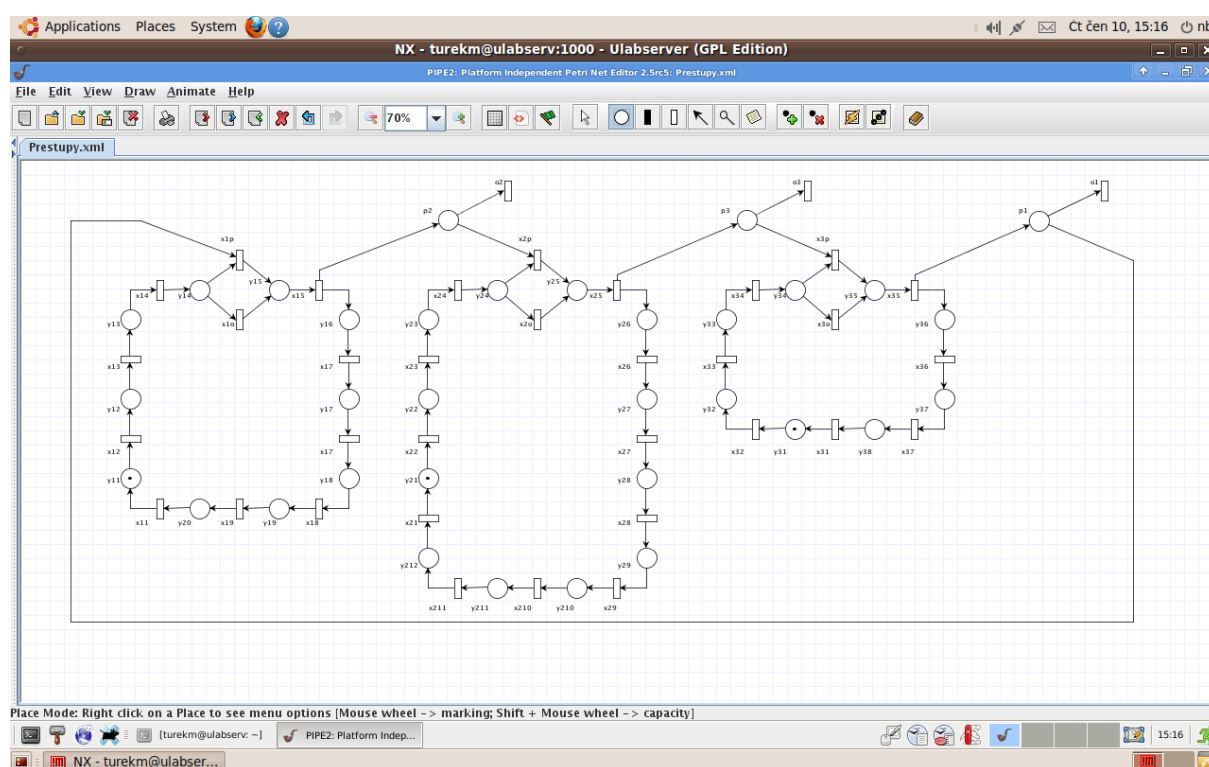 Applications Places System ? Čt čen 10, 15:16 nb
NX - turekm@ulabserv:1000 - Ulabserver (GPL Edition)
PIPE2: Platform Independent Petri Net Editor 2.5rc5: Prestupy.xml
File Edit View Draw Animate Help
70%
Prestupy.xml
o2 o3 o1
p2 p3 p1
x1p x2p x3p
y15 y25
x14 y14 x15 x24 y24 x25 x34 y34 y35 x35
y13 x1o y16 y23 x2o y26 y33 x3o y36
x13 x17 x23 x26 x33 x36
y12 y17 y22 y27 y32 y37
x12 x17 x22 x27 x32 y31 x31 y38 x37
y11 y18 y21 y28
x11 y20 x19 y19 x18 x21 x28
y212 y29
x211 y211 x210 y210 x29
Place Mode: Right click on a Place to see menu options [Mouse wheel -> marking; Shift + Mouse wheel -> capacity]
[turekm@ulabserv: ~] PIPE2: Platform Indep... 15:16
NX - turekm@ulabser...